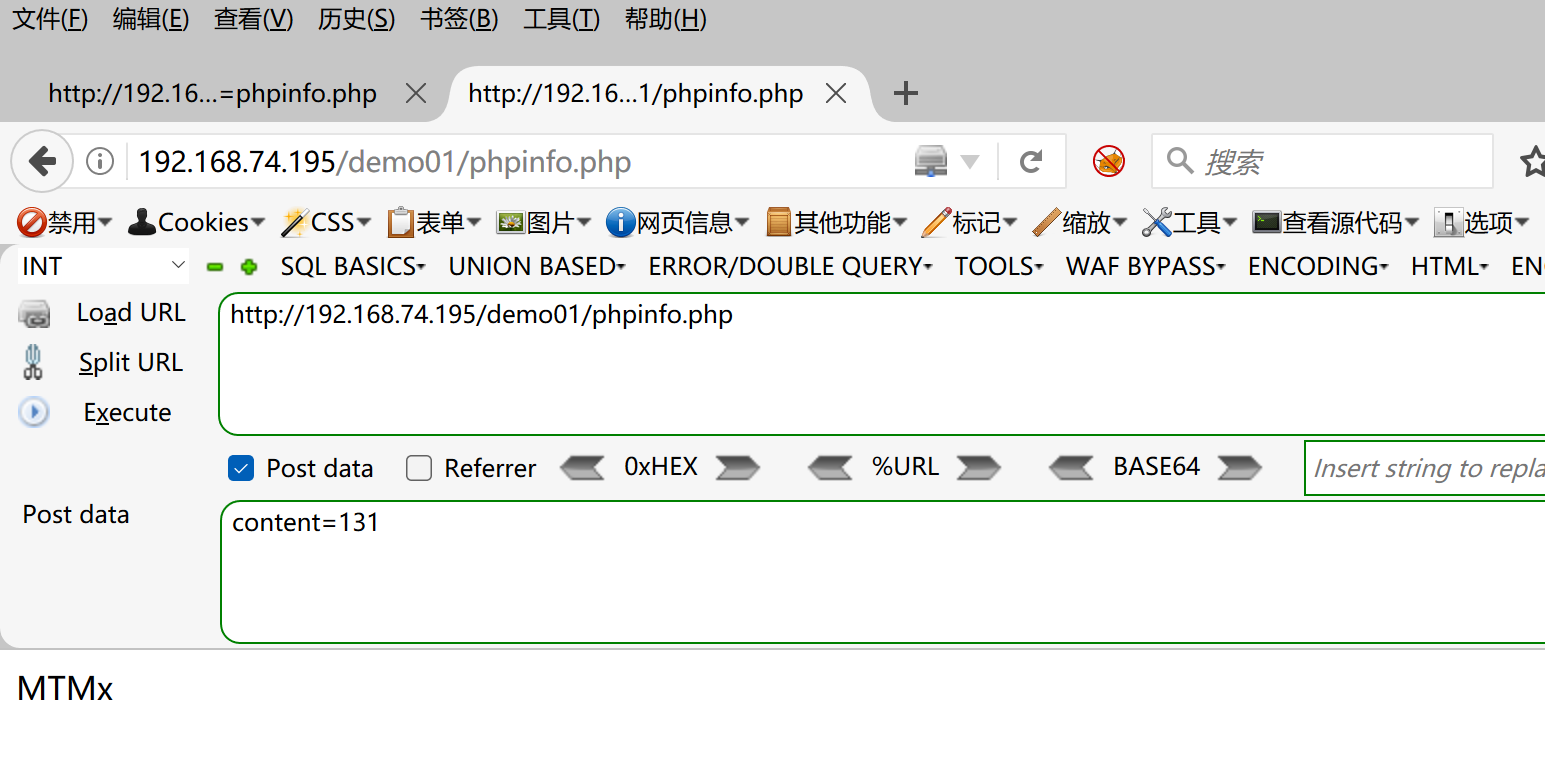 文件(F) 编辑(E) 查看(V) 历史(S) 书签(B) 工具(T) 帮助(H)
http://192.16...=phpinfo.php http://192.16...1/phpinfo.php
192.168.74.195/demo01/phpinfo.php 搜索
禁用 Cookies CSS 表单 图片 网页信息 其他功能 标记 缩放 工具 查看源代码 选项
INT SQL BASICS UNION BASED ERROR/DOUBLE QUERY TOOLS WAF BYPASS ENCODING HTML EN
Load URL http://192.168.74.195/demo01/phpinfo.php
Split URL
Execute
Post data Referrer 0xHEX %URL BASE64 Insert string to repla
Post data content=131
MTMx